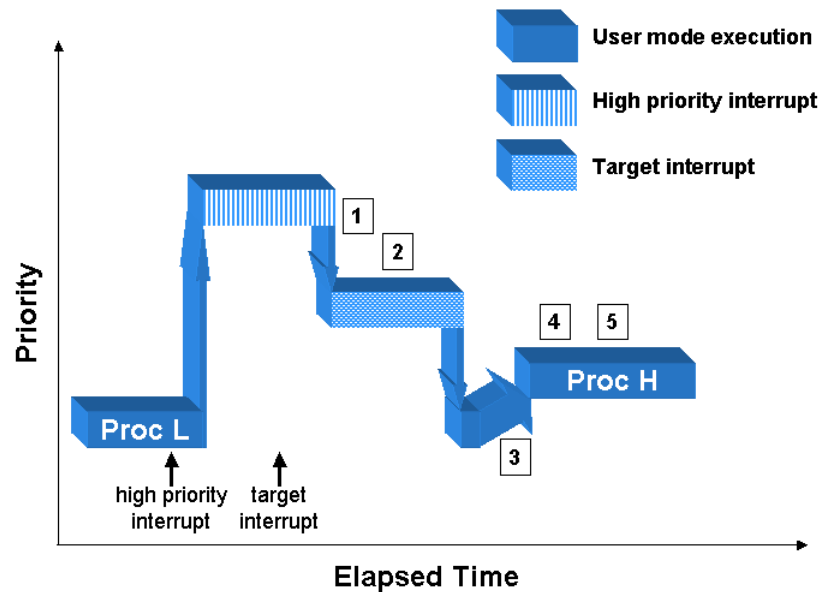 User mode execution
High priority interrupt
Target interrupt
1
2
4 5
Priority
Proc H
Proc L
3
high priority
interrupt
target
interrupt
Elapsed Time